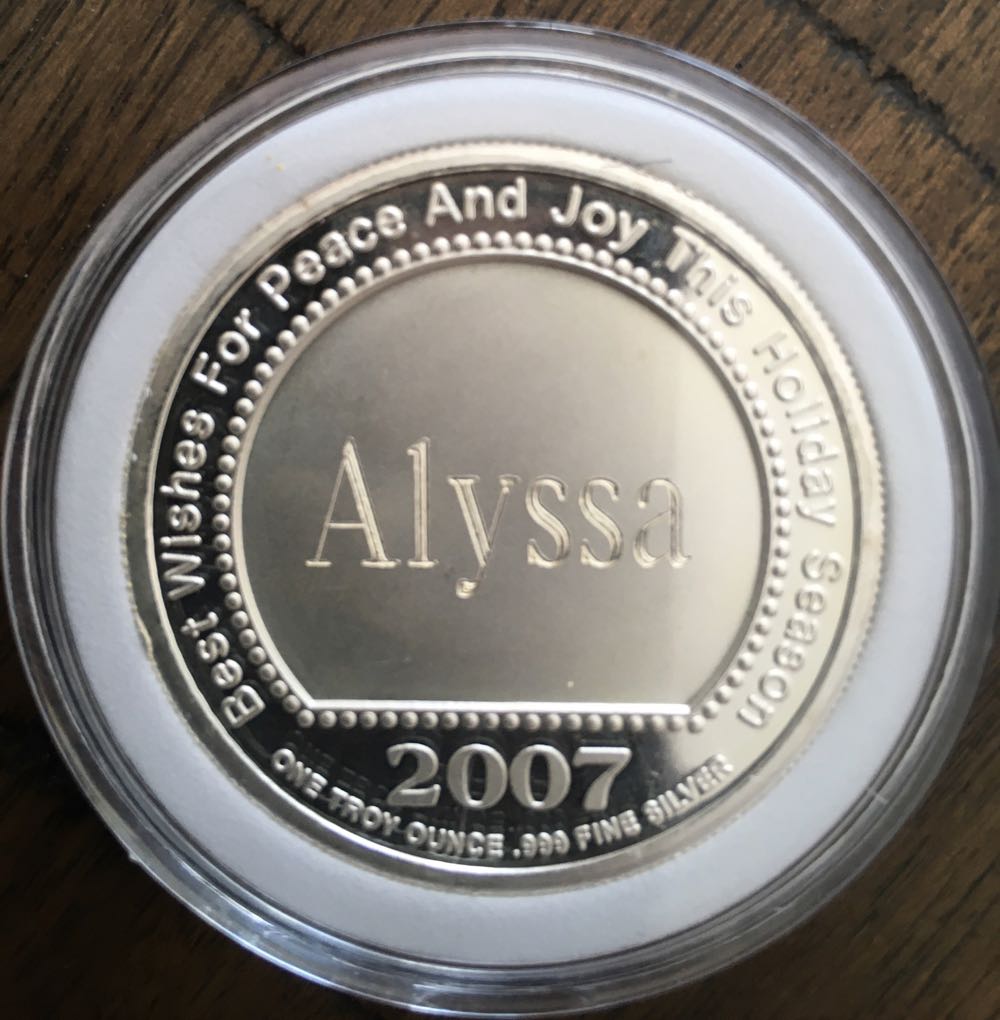 Best Wishes For Peace And Joy This Holiday Season
Alyssa
2007
ONE TROY OUNCE .999 FINE SILVER